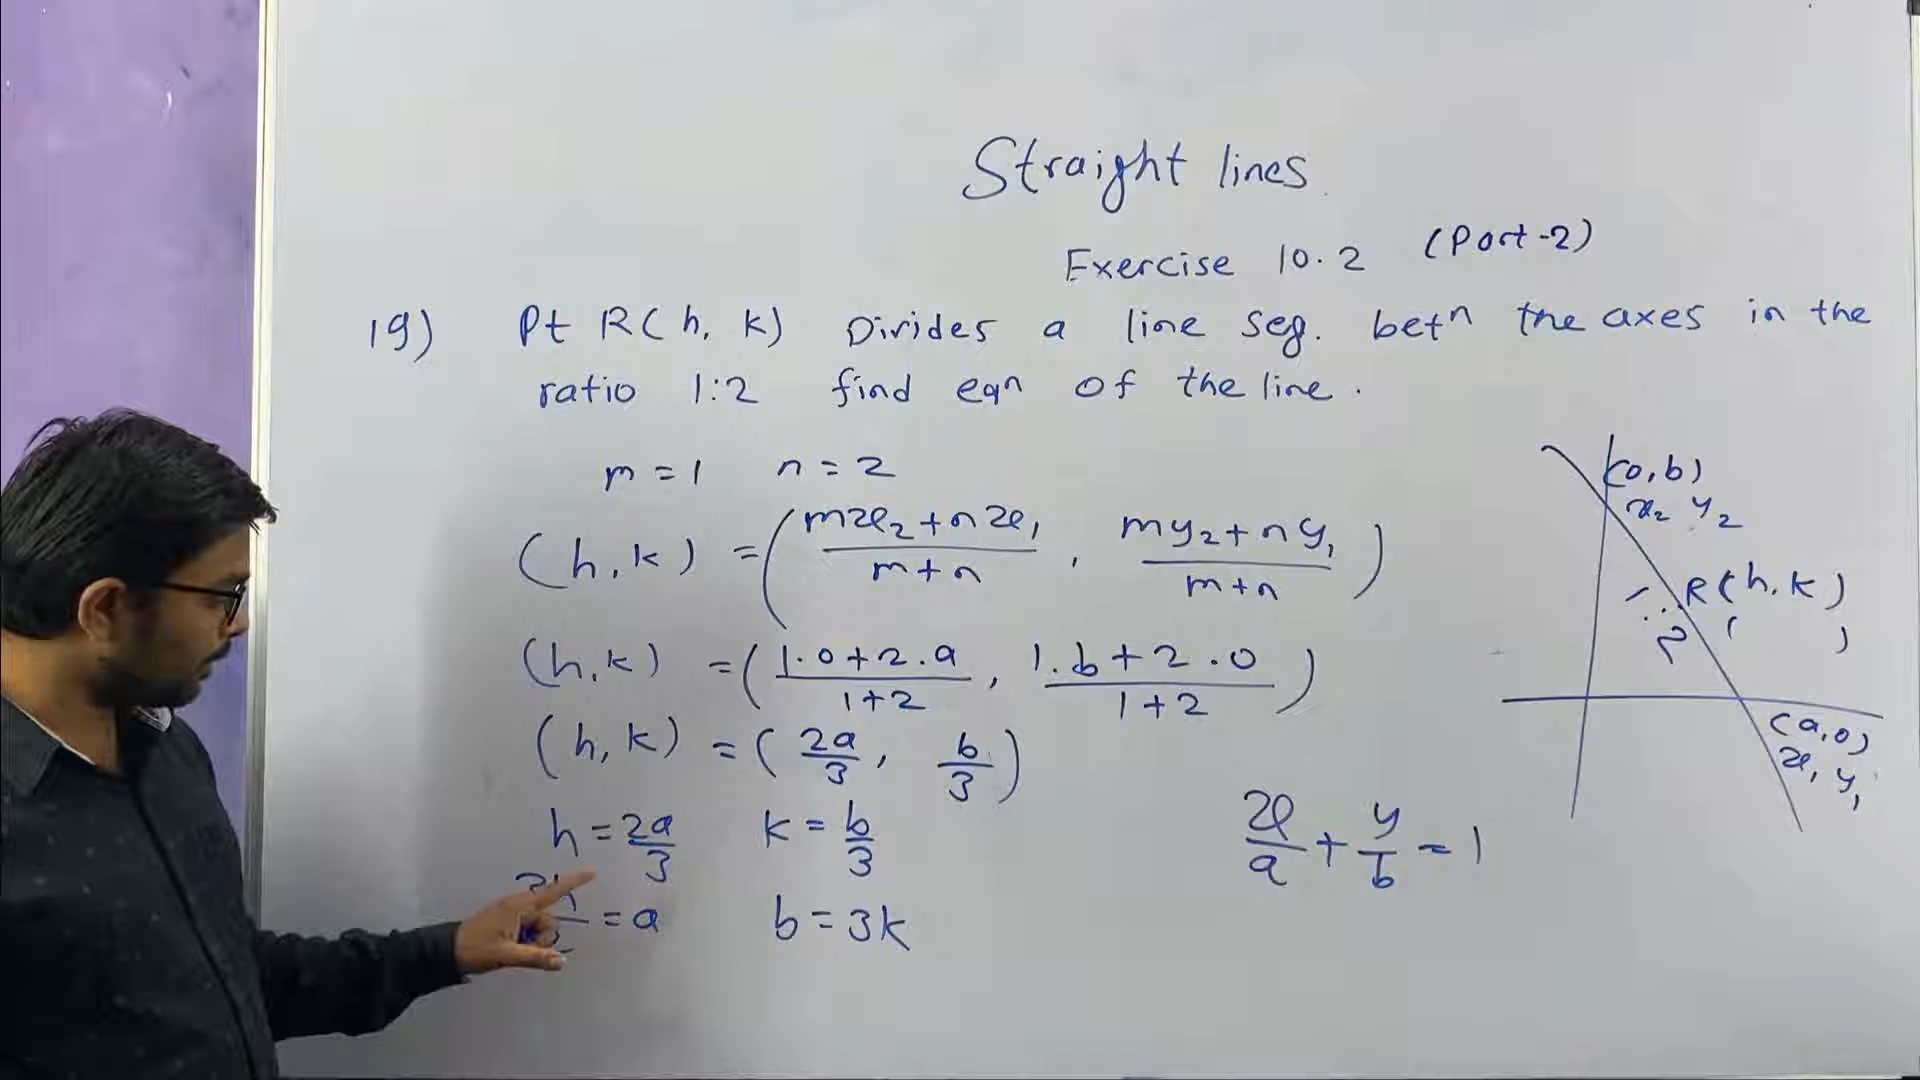 Straight lines
Exercise 10.2 (Part-2)
19) Pt R(h, k) Divides a line seg. betn the axes in the
ratio 1:2 find eqn of the line.
m = 1 n = 2
(h, k) = (mx₂+nx₁/m+n , my₂+ny₁/m+n)
(h, k) = (1.0+2.a/1+2 , 1.b+2.0/1+2)
(h, k) = (2a/3 , b/3)
h = 2a/3 k = b/3
= a b = 3k
x/a + y/b = 1
(0, b)
x₂ y₂
R(h, k)
1:2 ( )
(a, 0)
x₁ y₁